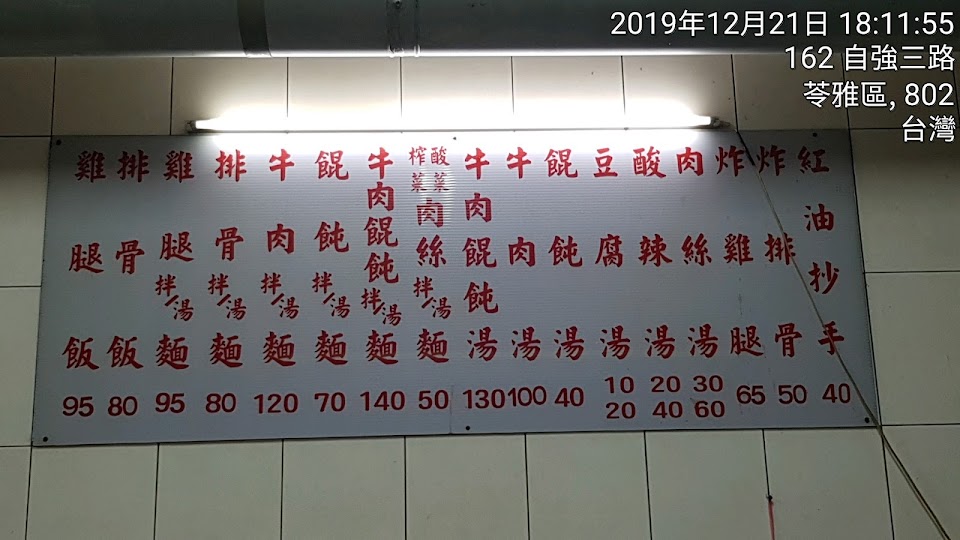 2019年12月21日 18:11:55
162 自強三路
苓雅區, 802
台灣
雞腿飯 95
排骨飯 80
雞腿拌/湯麵 95
排骨拌/湯麵 80
牛肉拌/湯麵 120
餛飩拌/湯麵 70
牛肉餛飩拌/湯麵 140
榨菜酸菜肉絲拌/湯麵 50
牛肉餛飩湯 130
牛肉湯 100
餛飩湯 40
豆腐湯 10 20
酸辣湯 20 40
肉絲湯 30 60
炸雞腿 65
炸排骨 50
紅油抄手 40